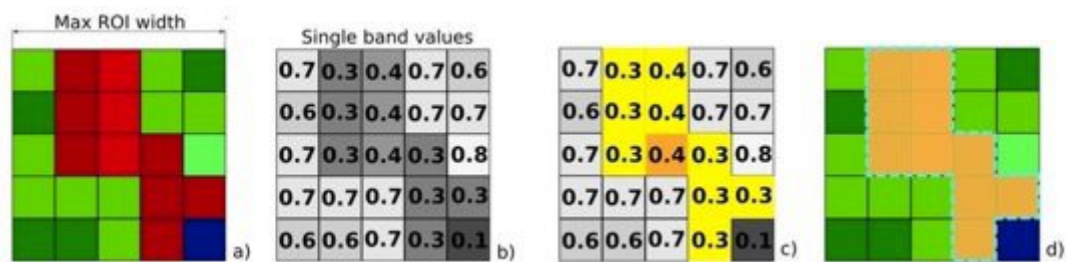 Max ROI width
Single band values
0.7 0.3 0.4 0.7 0.6
0.6 0.3 0.4 0.7 0.7
0.7 0.3 0.4 0.3 0.8
0.7 0.7 0.7 0.3 0.3
0.6 0.6 0.7 0.3 0.1
0.7 0.3 0.4 0.7 0.6
0.6 0.3 0.4 0.7 0.7
0.7 0.3 0.4 0.3 0.8
0.7 0.7 0.7 0.3 0.3
0.6 0.6 0.7 0.3 0.1
a) b) c) d)